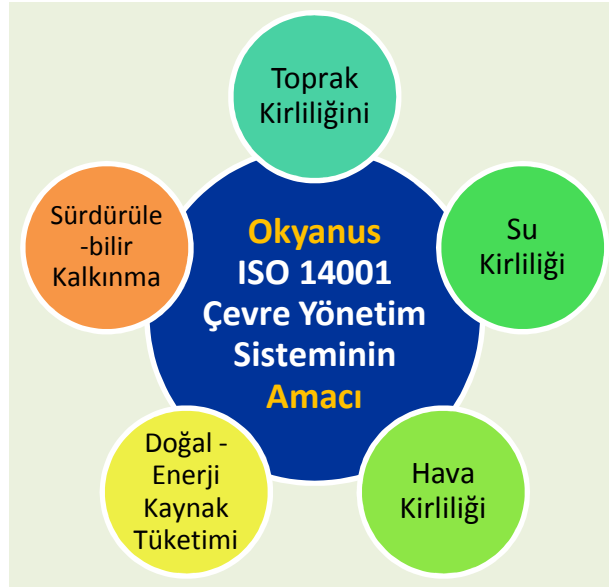 Toprak
Kirliliğini
Sürdürüle
-bilir
Kalkınma
Okyanus
ISO 14001
Çevre Yönetim
Sisteminin
Amacı
Su
Kirliliği
Doğal -
Enerji
Kaynak
Tüketimi
Hava
Kirliliği